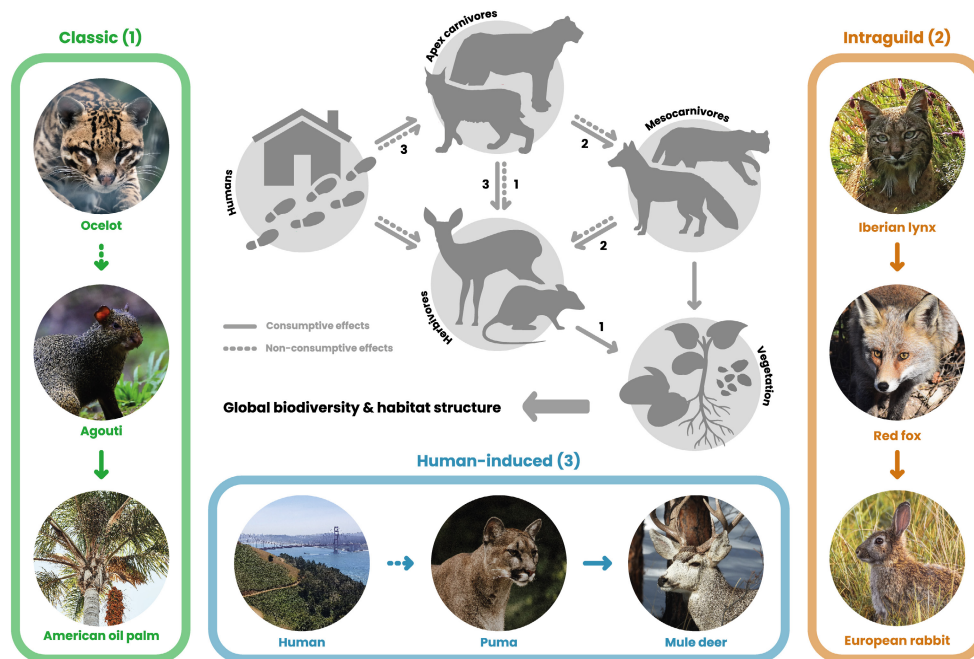 Classic (1)
Ocelot
Agouti
American oil palm
Apex carnivores
Mesocarnivores
Humans
Herbivores
Vegetation
3
2
3
1
2
1
Consumptive effects
Non-consumptive effects
Global biodiversity & habitat structure
Human-induced (3)
Human
Puma
Mule deer
Intraguild (2)
Iberian lynx
Red fox
European rabbit